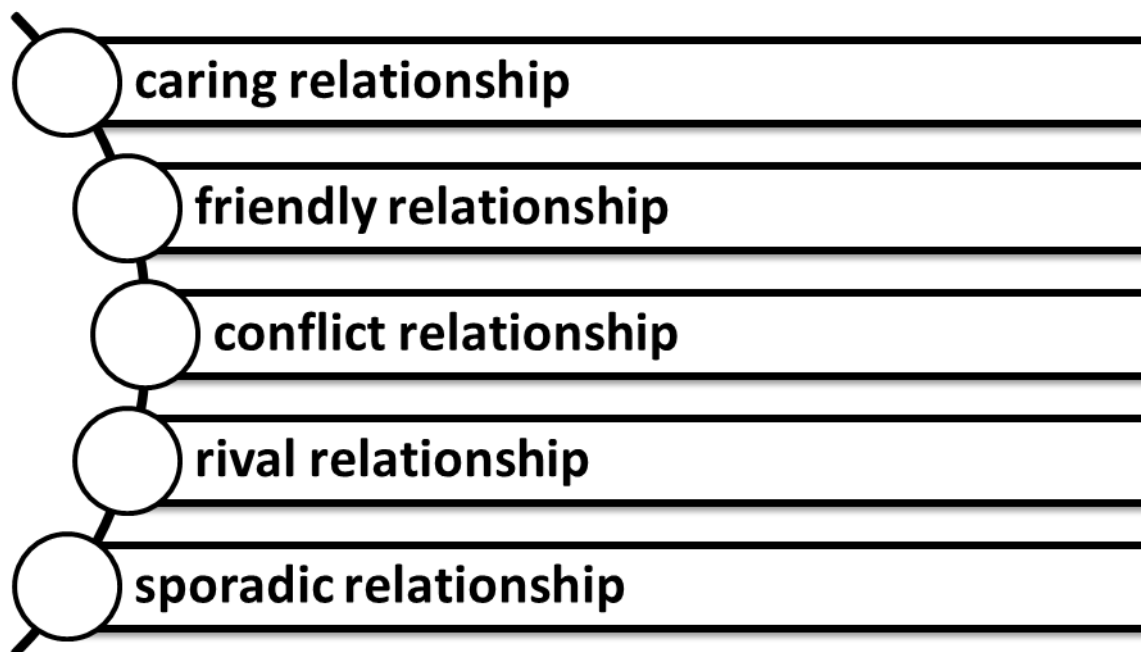 caring relationship
friendly relationship
conflict relationship
rival relationship
sporadic relationship